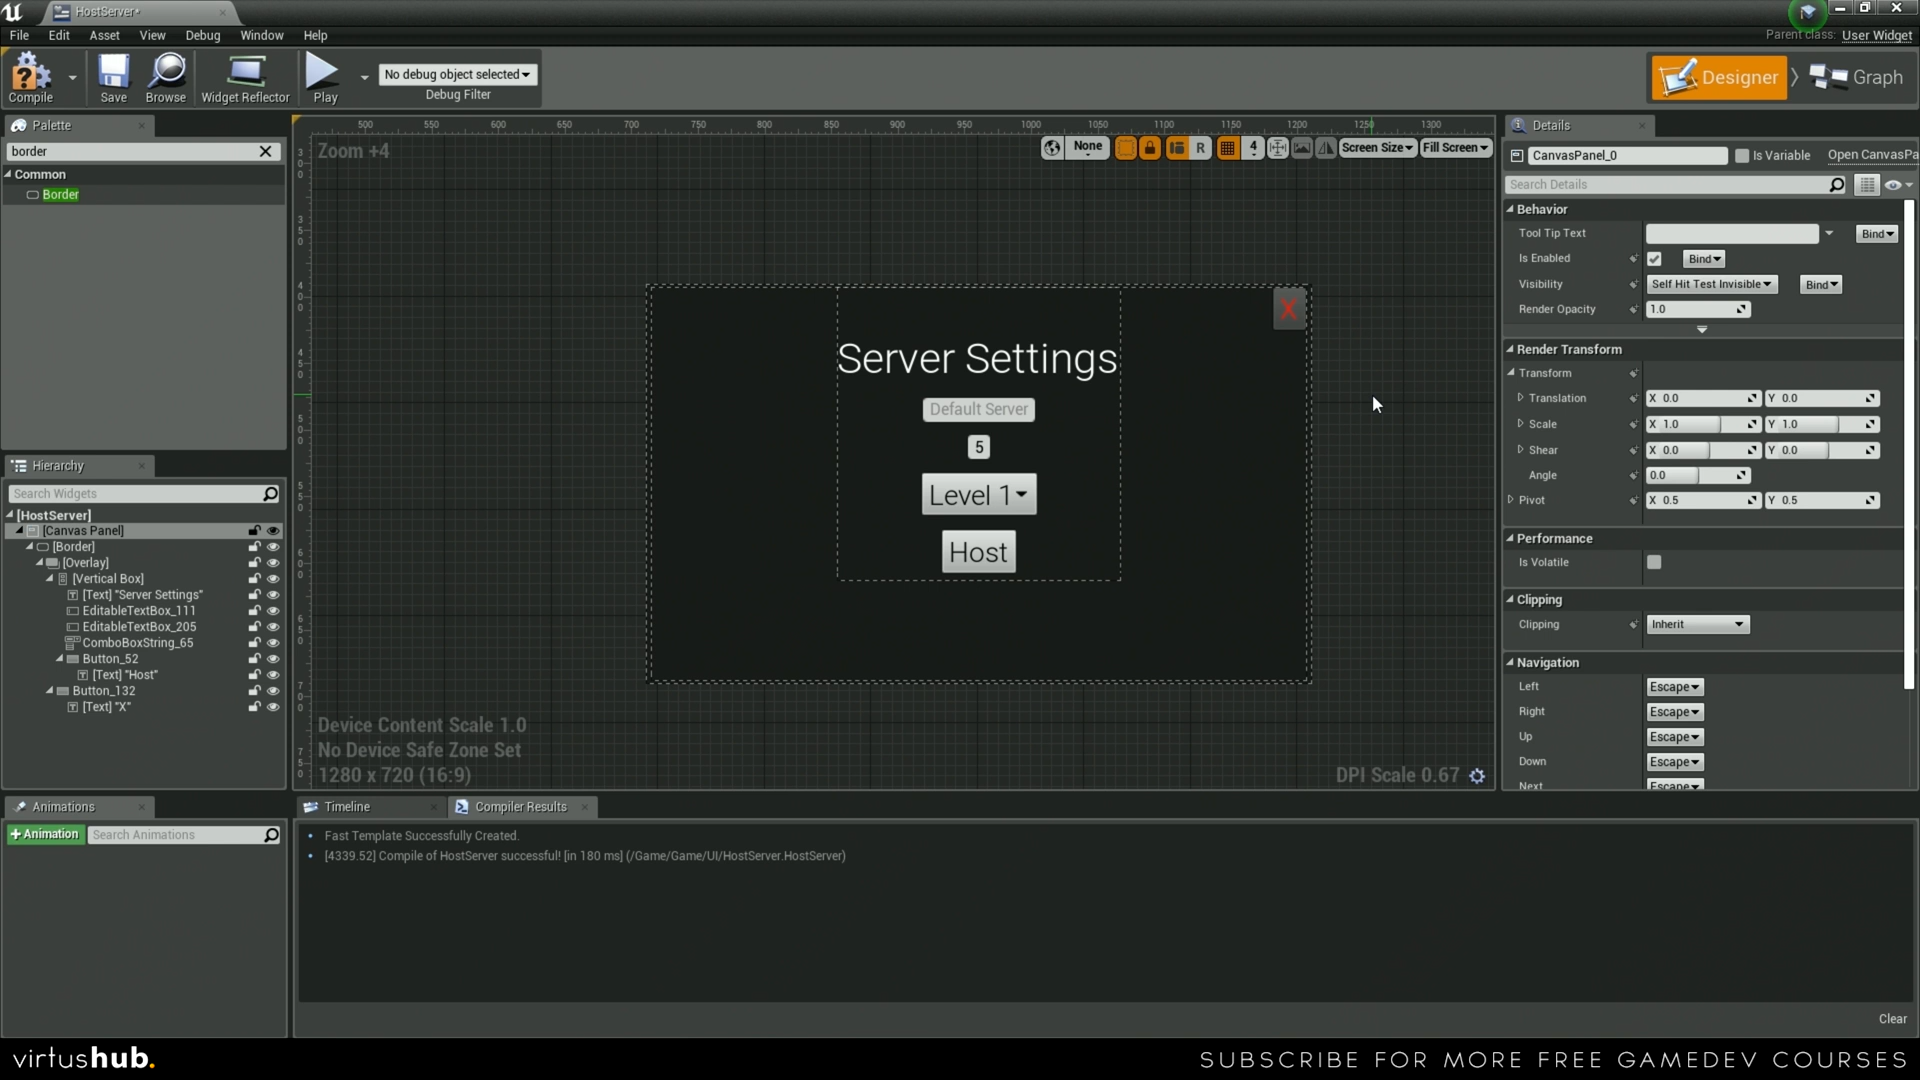 HostServer*
File Edit Asset View Debug Window Help
Parent class: User Widget
Compile Save Browse Widget Reflector Play
No debug object selected
Debug Filter
Designer Graph
Palette
border
Common
Border
500 550 600 650 700 750 800 850 900 950 1000 1050 1100 1150 1200 1250 1300
Zoom +4
None R 4 Screen Size Fill Screen
X
Server Settings
Default Server
5
Level 1
Host
Device Content Scale 1.0
No Device Safe Zone Set
1280 x 720 (16:9)
DPI Scale 0.67
Hierarchy
Search Widgets
[HostServer]
[Canvas Panel]
[Border]
[Overlay]
[Vertical Box]
[Text] "Server Settings"
EditableTextBox_111
EditableTextBox_205
ComboBoxString_65
Button_52
[Text] "Host"
Button_132
[Text] "X"
Details
CanvasPanel_0 Is Variable Open CanvasPa
Search Details
Behavior
Tool Tip Text Bind
Is Enabled Bind
Visibility Self Hit Test Invisible Bind
Render Opacity 1.0
Render Transform
Transform
Translation X 0.0 Y 0.0
Scale X 1.0 Y 1.0
Shear X 0.0 Y 0.0
Angle 0.0
Pivot X 0.5 Y 0.5
Performance
Is Volatile
Clipping
Clipping Inherit
Navigation
Left Escape
Right Escape
Up Escape
Down Escape
Next Escape
Animations
+Animation Search Animations
Timeline Compiler Results
Fast Template Successfully Created.
[4339.52] Compile of HostServer successful! [in 180 ms] (/Game/Game/UI/HostServer.HostServer)
Clear
virtushub.
SUBSCRIBE FOR MORE FREE GAMEDEV COURSES